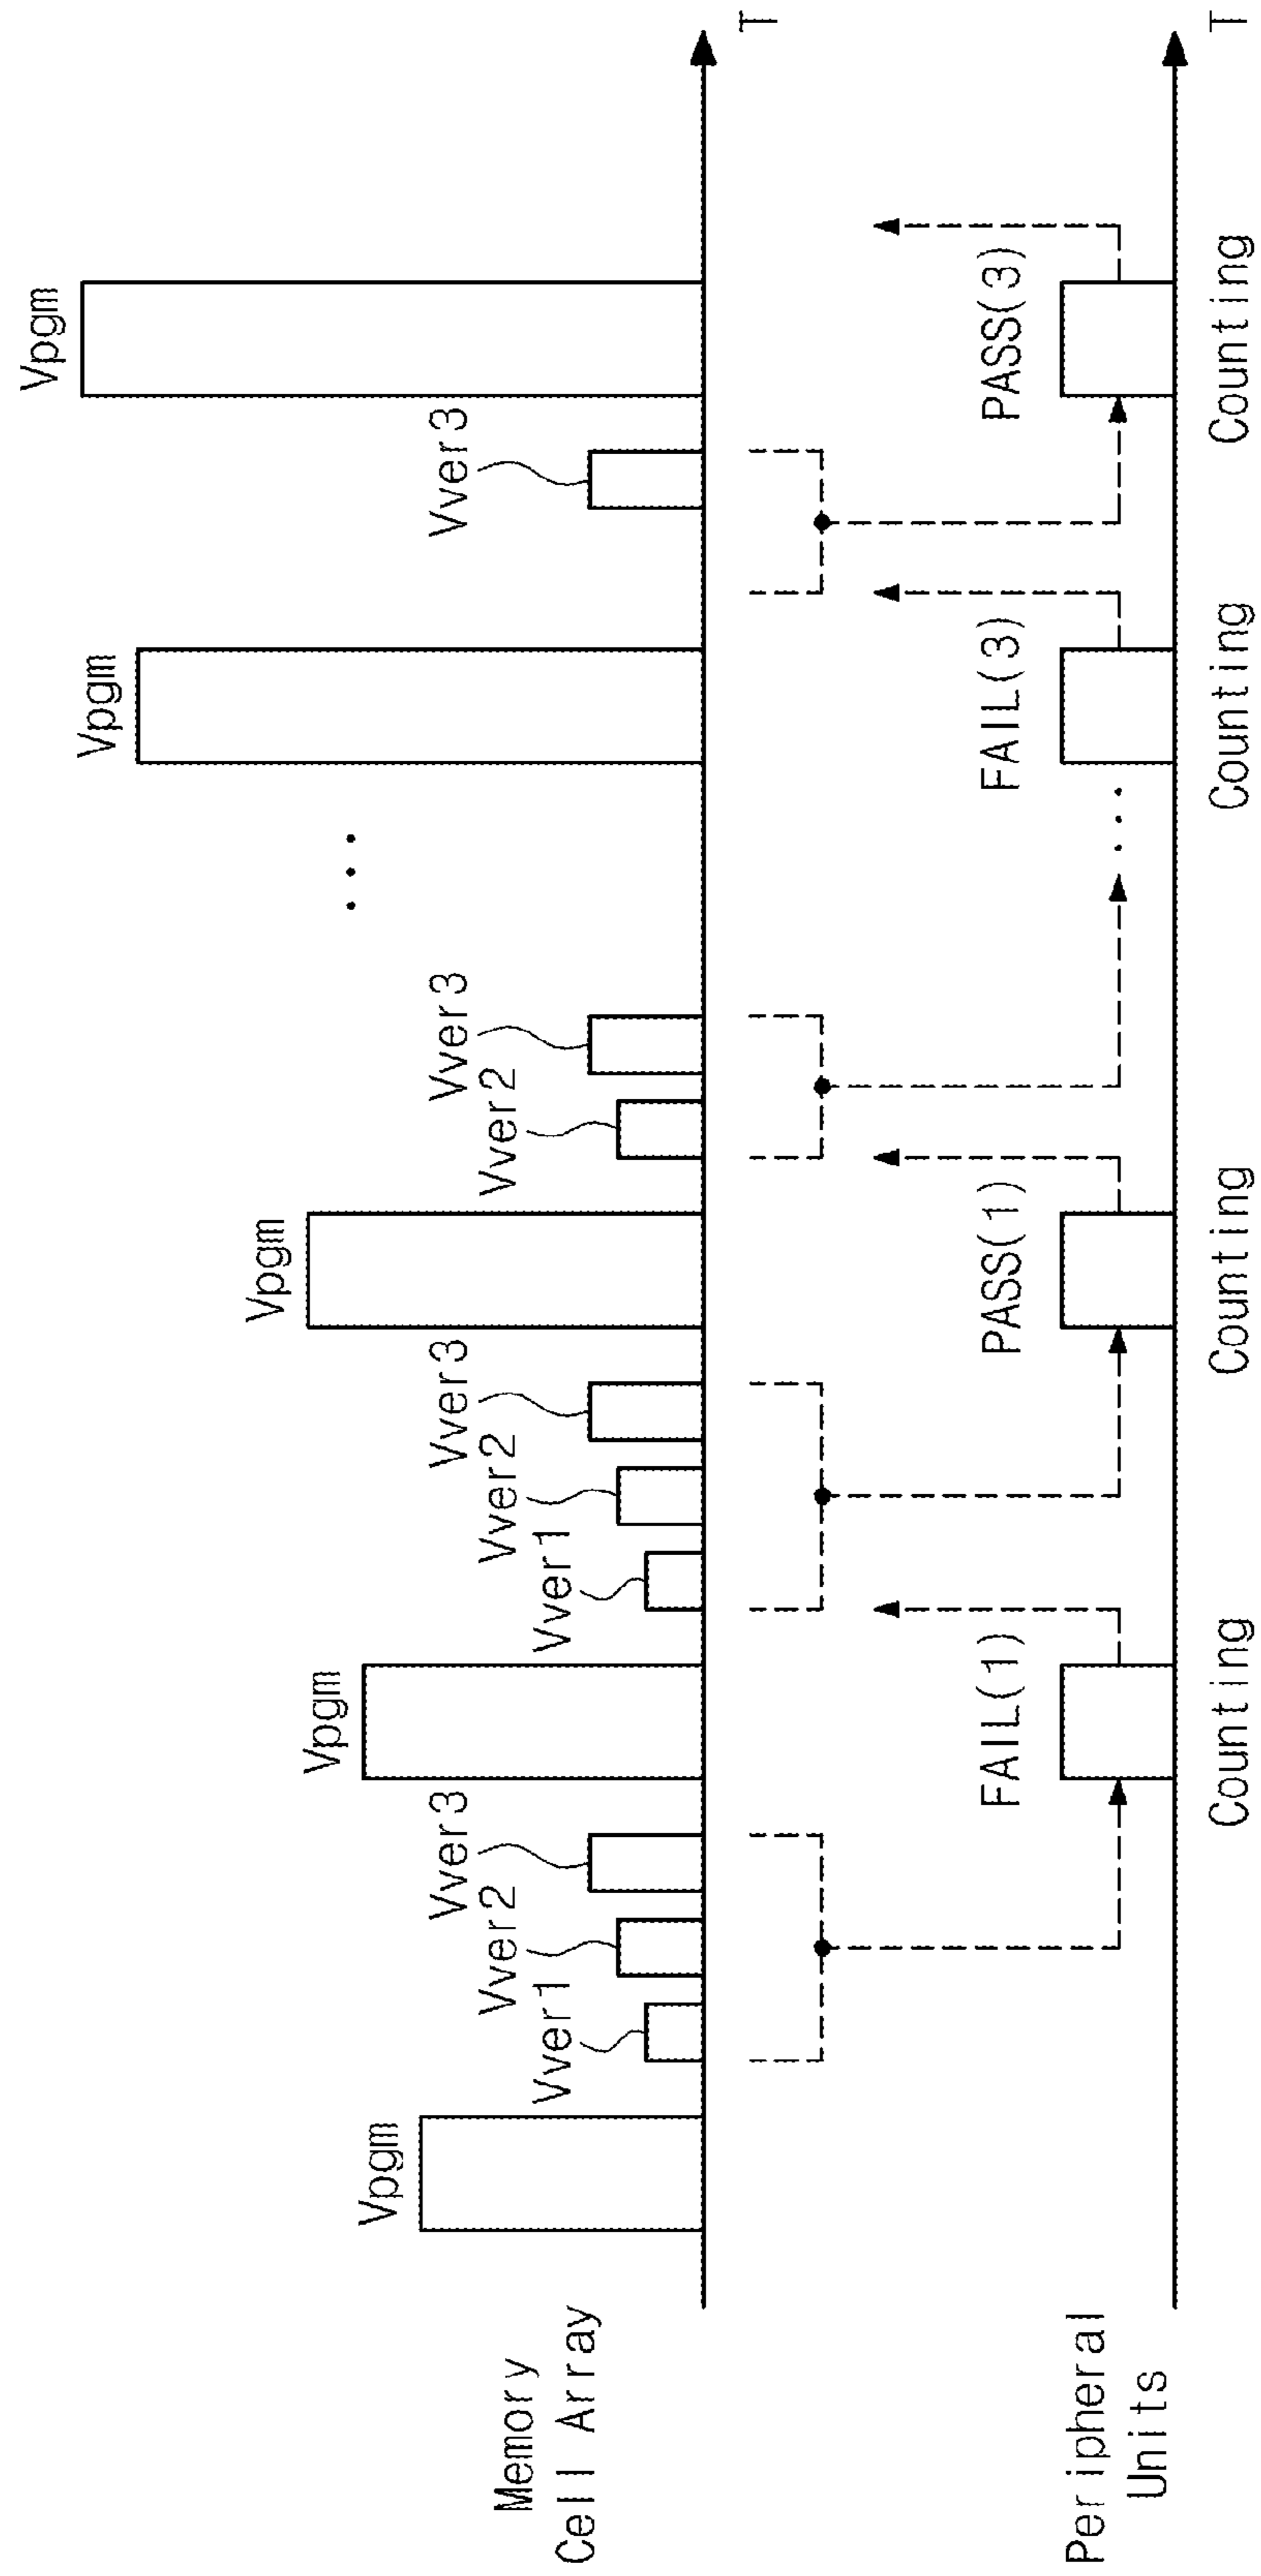 Memory
Cell Array
Vpgm
Vver1
Vver2
Vver3
Vpgm
Vver1
Vver2
Vver3
Vpgm
Vver2
Vver3
...
Vpgm
Vver3
Vpgm
T
Peripheral
Units
FAIL(1)
Counting
PASS(1)
Counting
...
FAIL(3)
Counting
PASS(3)
Counting
T